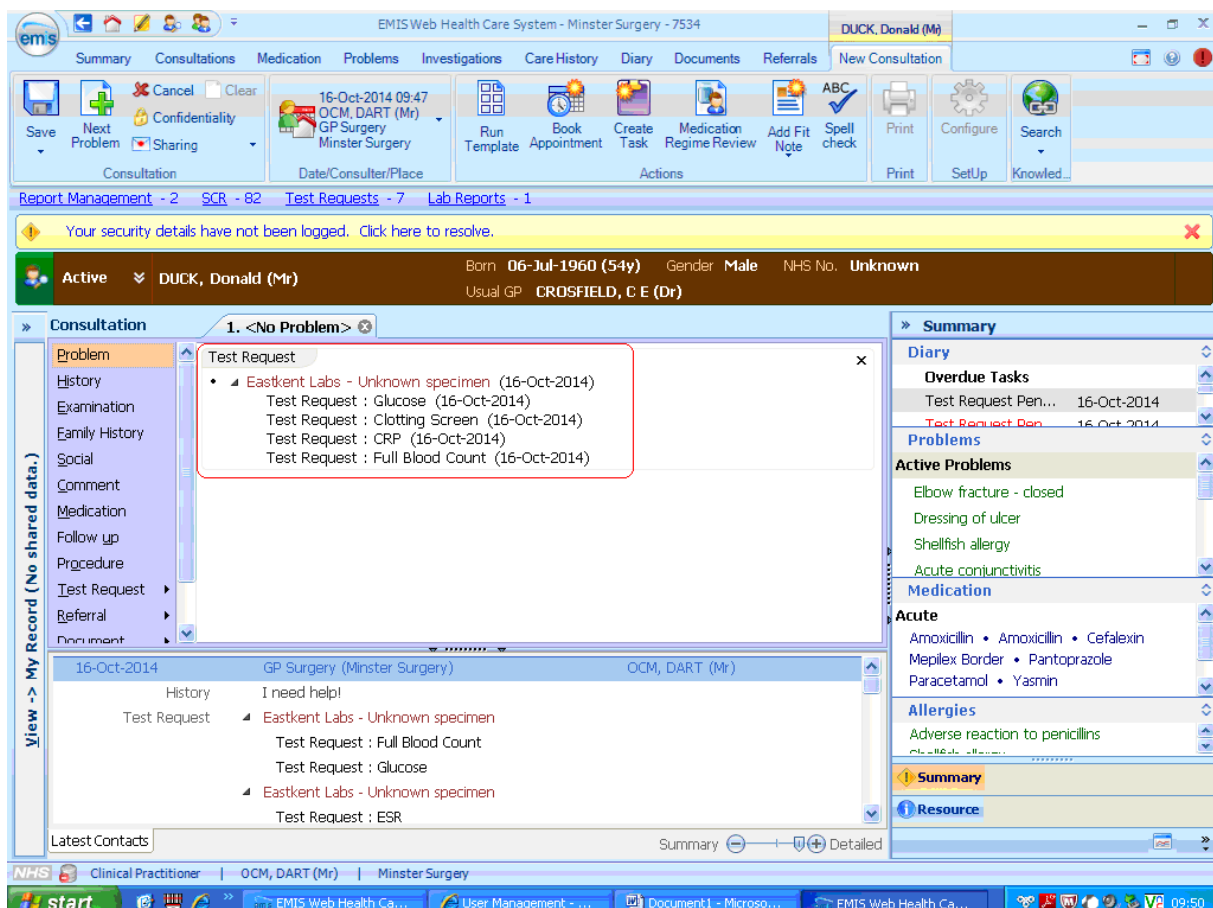 emis
EMIS Web Health Care System - Minster Surgery - 7534
DUCK, Donald (Mr)
Summary Consultations Medication Problems Investigations Care History Diary Documents Referrals New Consultation
Save
Next Problem
Cancel Clear
Confidentiality
Sharing
Consultation
16-Oct-2014 09:47
OCM, DART (Mr)
GP Surgery
Minster Surgery
Date/Consulter/Place
Run Template
Book Appointment
Create Task
Medication Regime Review
Add Fit Note
ABC
Spell check
Actions
Print
Print
Configure
SetUp
Search
Knowled...
Report Management - 2 SCR - 82 Test Requests - 7 Lab Reports - 1
Your security details have not been logged. Click here to resolve.
Active DUCK, Donald (Mr)
Born 06-Jul-1960 (54y) Gender Male NHS No. Unknown
Usual GP CROSFIELD, C E (Dr)
View -> My Record (No shared data.)
Consultation
1. <No Problem>
Problem
History
Examination
Family History
Social
Comment
Medication
Follow up
Procedure
Test Request
Referral
Document
Test Request
Eastkent Labs - Unknown specimen (16-Oct-2014)
Test Request : Glucose (16-Oct-2014)
Test Request : Clotting Screen (16-Oct-2014)
Test Request : CRP (16-Oct-2014)
Test Request : Full Blood Count (16-Oct-2014)
16-Oct-2014 GP Surgery (Minster Surgery) OCM, DART (Mr)
History I need help!
Test Request Eastkent Labs - Unknown specimen
Test Request : Full Blood Count
Test Request : Glucose
Eastkent Labs - Unknown specimen
Test Request : ESR
Latest Contacts
Summary Detailed
Summary
Diary
Overdue Tasks
Test Request Pen... 16-Oct-2014
Test Request Pen... 16-Oct-2014
Problems
Active Problems
Elbow fracture - closed
Dressing of ulcer
Shellfish allergy
Acute conjunctivitis
Medication
Acute
Amoxicillin • Amoxicillin • Cefalexin
Mepilex Border • Pantoprazole
Paracetamol • Yasmin
Allergies
Adverse reaction to penicillins
Shellfish allergy
Summary
Resource
NHS Clinical Practitioner | OCM, DART (Mr) | Minster Surgery
start EMIS Web Health Ca... User Management - ... Document1 - Microso... EMIS Web Health Ca... 09:50